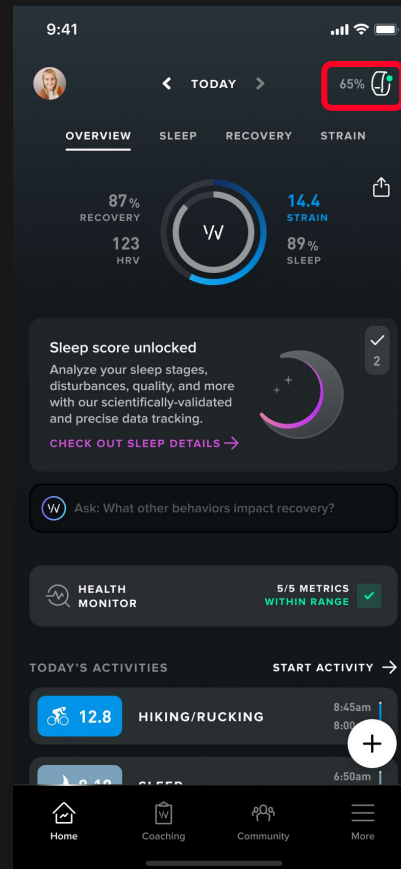 9:41
TODAY
65%
OVERVIEW SLEEP RECOVERY STRAIN
87%
RECOVERY
14.4
STRAIN
123
HRV
89%
SLEEP
Sleep score unlocked
Analyze your sleep stages,
disturbances, quality, and more
with our scientifically-validated
and precise data tracking.
CHECK OUT SLEEP DETAILS
2
Ask: What other behaviors impact recovery?
HEALTH
MONITOR
5/5 METRICS
WITHIN RANGE
TODAY'S ACTIVITIES
START ACTIVITY
12.8
HIKING/RUCKING
8:45am
6:50am
SLEEP
Home Coaching Community More